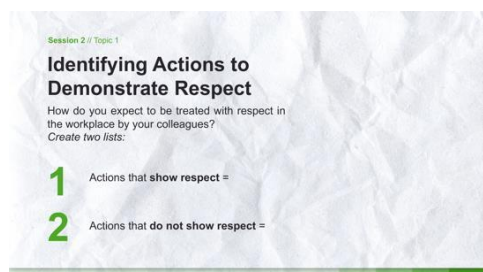 Session 2 // Topic 1
Identifying Actions to
Demonstrate Respect
How do you expect to be treated with respect in
the workplace by your colleagues?
Create two lists:
1 Actions that show respect =
2 Actions that do not show respect =